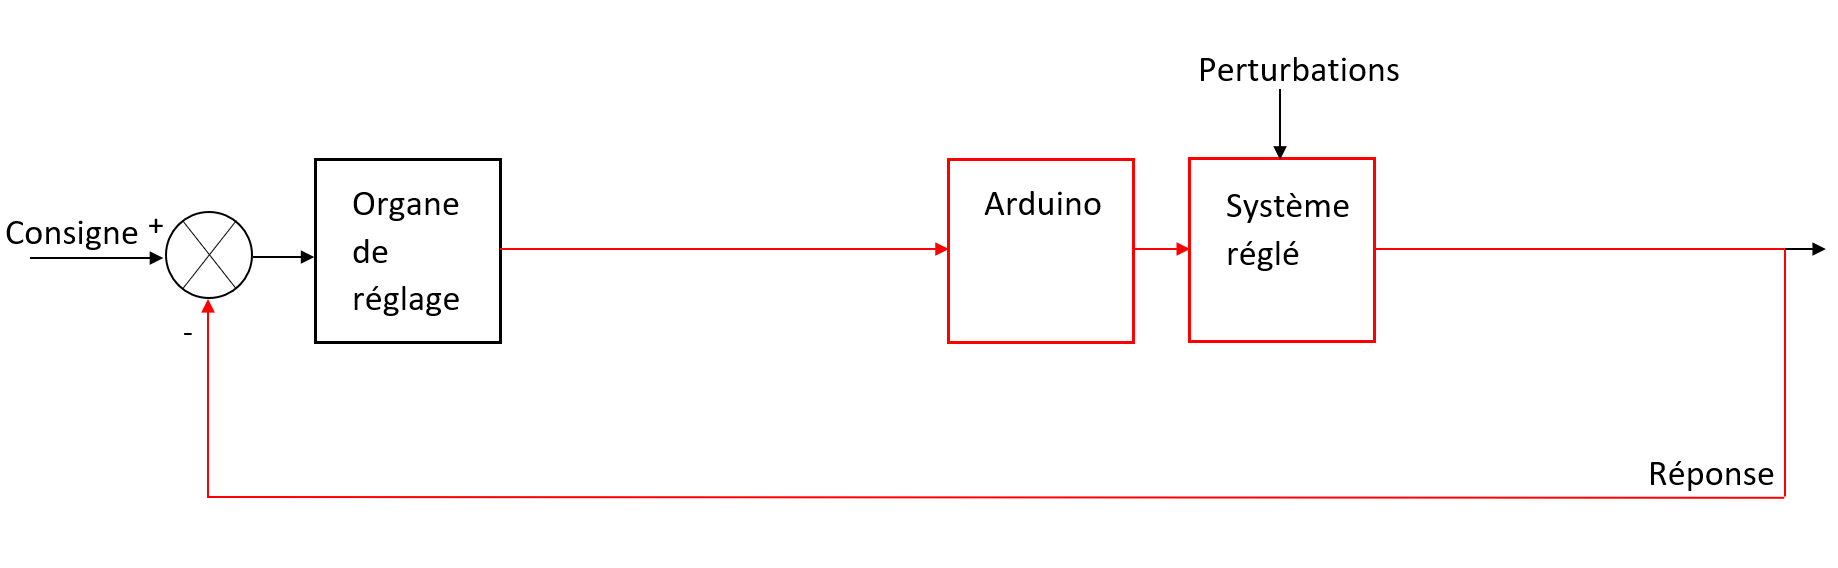 Perturbations
Consigne +
-
Organe
de
réglage
Arduino
Système
réglé
Réponse